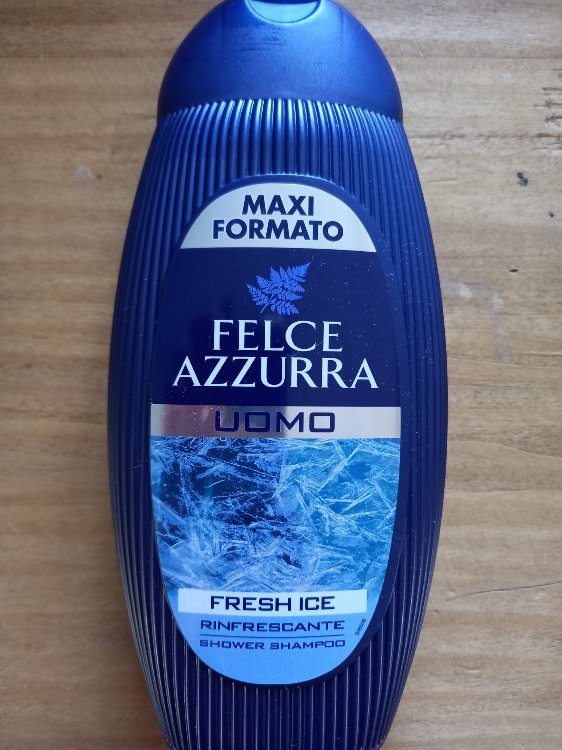 MAXI
FORMATO
FELCE
AZZURRA
UOMO
FRESH ICE
RINFRESCANTE
SHOWER SHAMPOO